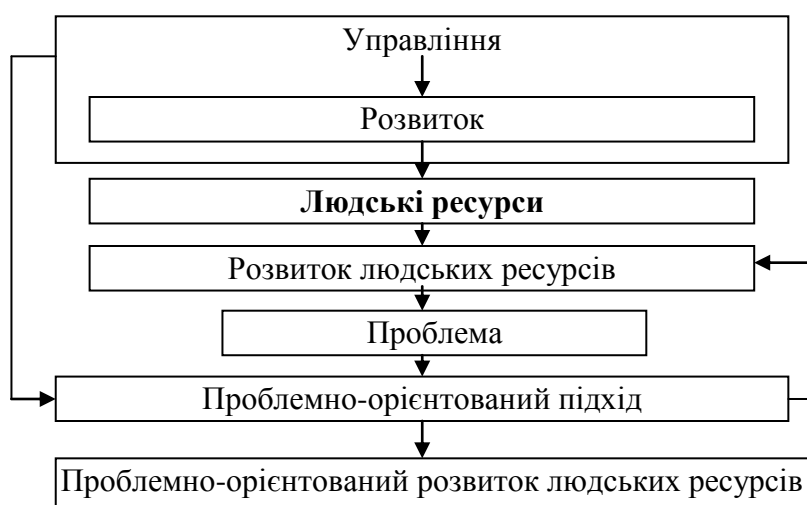 Управління
Розвиток
Людські ресурси
Розвиток людських ресурсів
Проблема
Проблемно-орієнтований підхід
Проблемно-орієнтований розвиток людських ресурсів